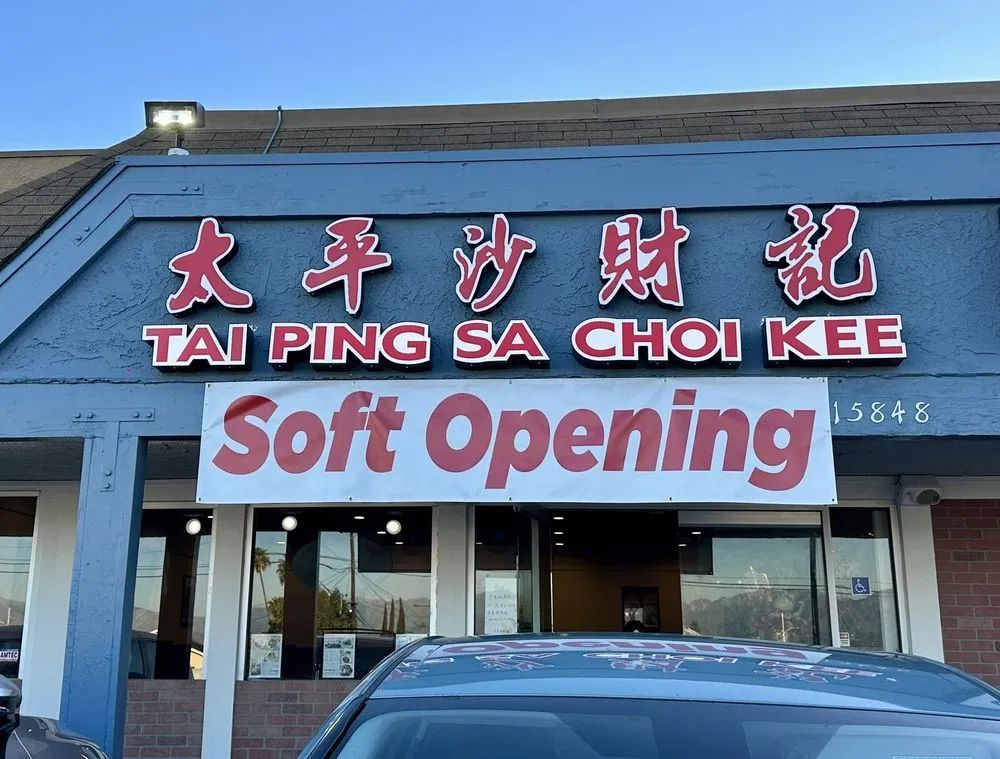 太平沙財記
TAI PING SA CHOI KEE
Soft Opening
15848